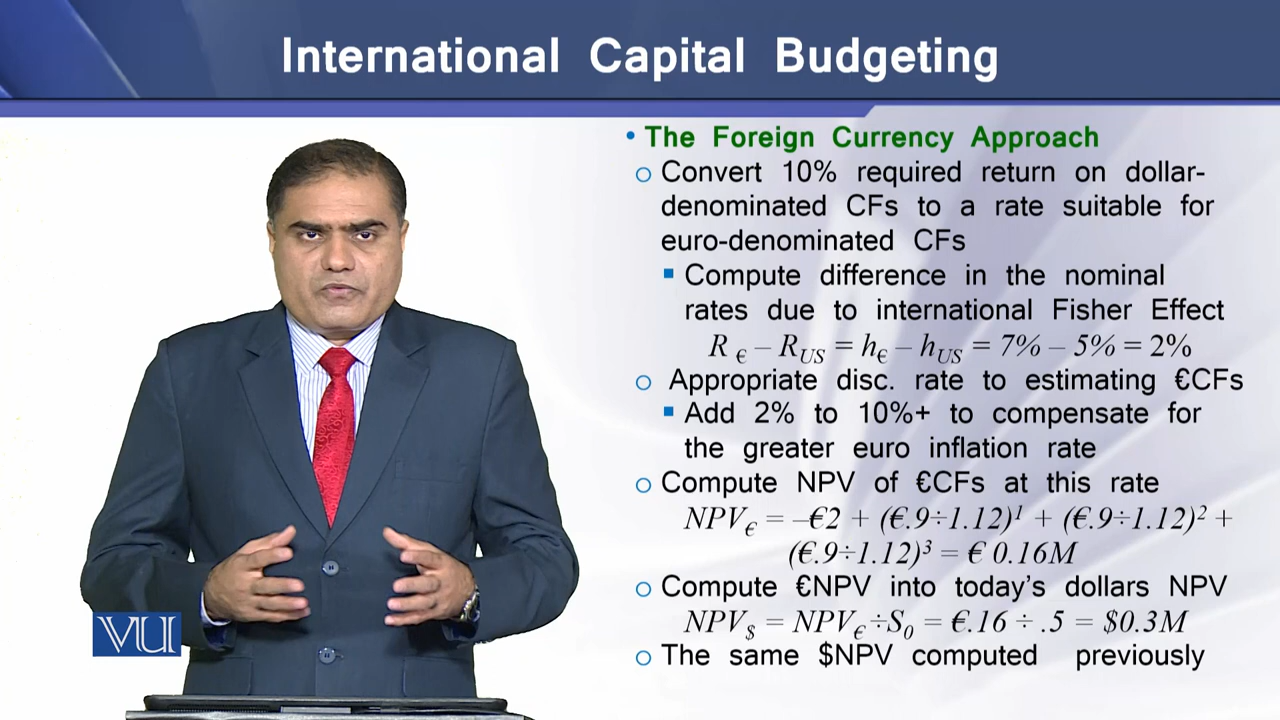 International Capital Budgeting
• The Foreign Currency Approach
o Convert 10% required return on dollar-
denominated CFs to a rate suitable for
euro-denominated CFs
▪ Compute difference in the nominal
rates due to international Fisher Effect
R € – R US = h€ – hUS = 7% – 5% = 2%
o Appropriate disc. rate to estimating €CFs
▪ Add 2% to 10%+ to compensate for
the greater euro inflation rate
o Compute NPV of €CFs at this rate
NPV€ = –€2 + (€.9÷1.12)¹ + (€.9÷1.12)² +
(€.9÷1.12)³ = € 0.16M
o Compute €NPV into today's dollars NPV
NPV$ = NPV€ ÷S0 = €.16 ÷ .5 = $0.3M
o The same $NPV computed previously
VU